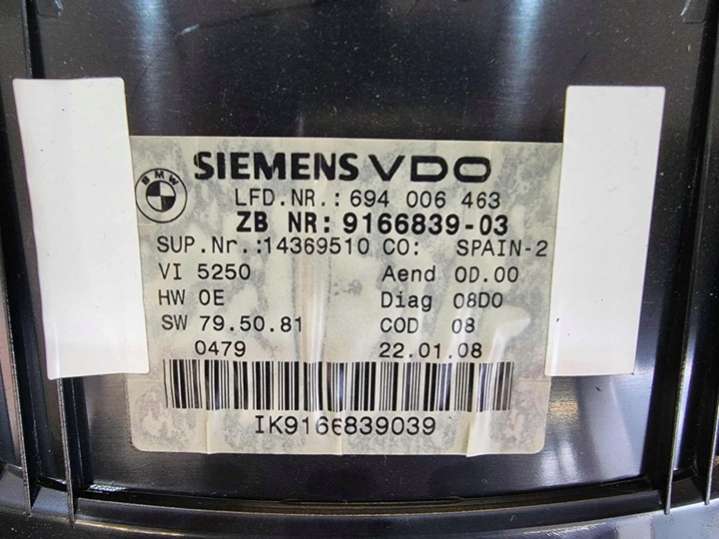 BMW
SIEMENS VDO
LFD.NR.: 694 006 463
ZB NR: 9166839-03
SUP.Nr.:14369510 CO: SPAIN-2
VI 5250 Aend 0D.00
HW 0E Diag 08D0
SW 79.50.81 COD 08
0479 22.01.08
IK9166839039